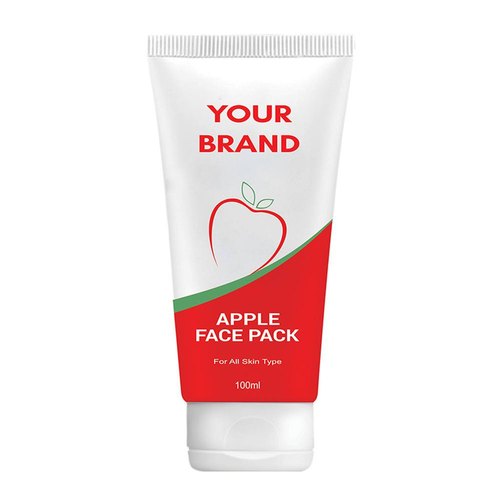 YOUR
BRAND
APPLE
FACE PACK
For All Skin Type
100ml